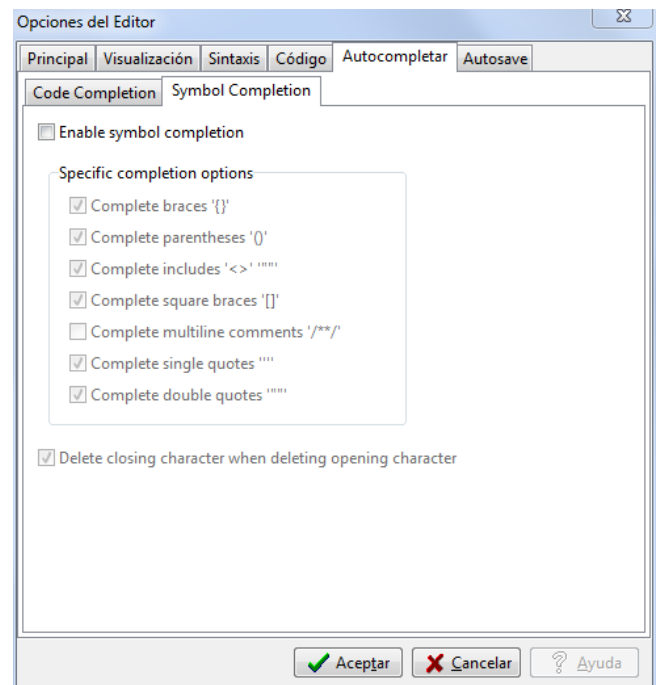 Opciones del Editor
Principal Visualización Sintaxis Código Autocompletar Autosave
Code Completion Symbol Completion
Enable symbol completion
Specific completion options
Complete braces '{}'
Complete parentheses '()'
Complete includes '<>' '""'
Complete square braces '[]'
Complete multiline comments '/**/'
Complete single quotes ''''
Complete double quotes '""'
Delete closing character when deleting opening character
Aceptar Cancelar ? Ayuda